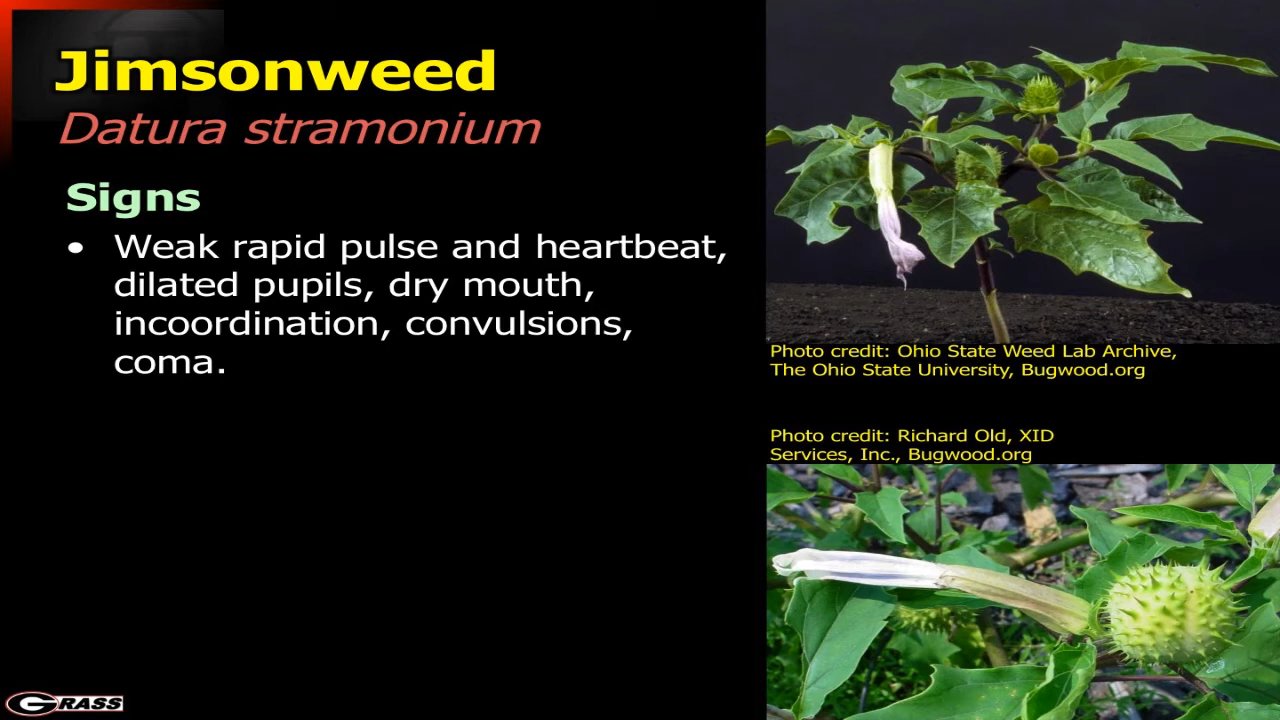 Jimsonweed
Datura stramonium
Signs
• Weak rapid pulse and heartbeat,
dilated pupils, dry mouth,
incoordination, convulsions,
coma.
Photo credit: Ohio State Weed Lab Archive,
The Ohio State University, Bugwood.org
Photo credit: Richard Old, XID
Services, Inc., Bugwood.org
GRASS